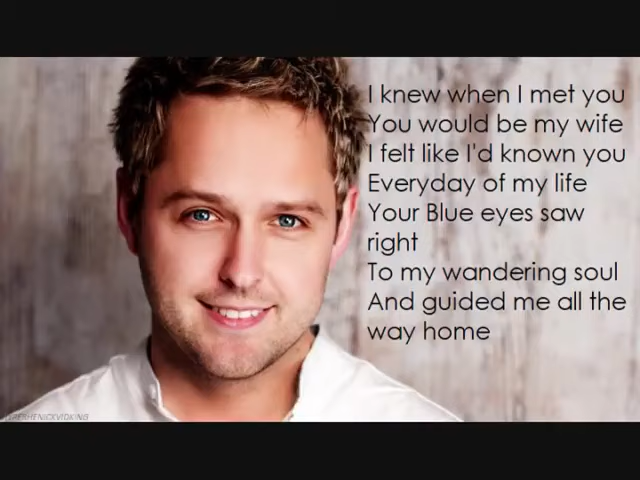 I knew when I met you
You would be my wife
I felt like I'd known you
Everyday of my life
Your Blue eyes saw
right
To my wandering soul
And guided me all the
way home